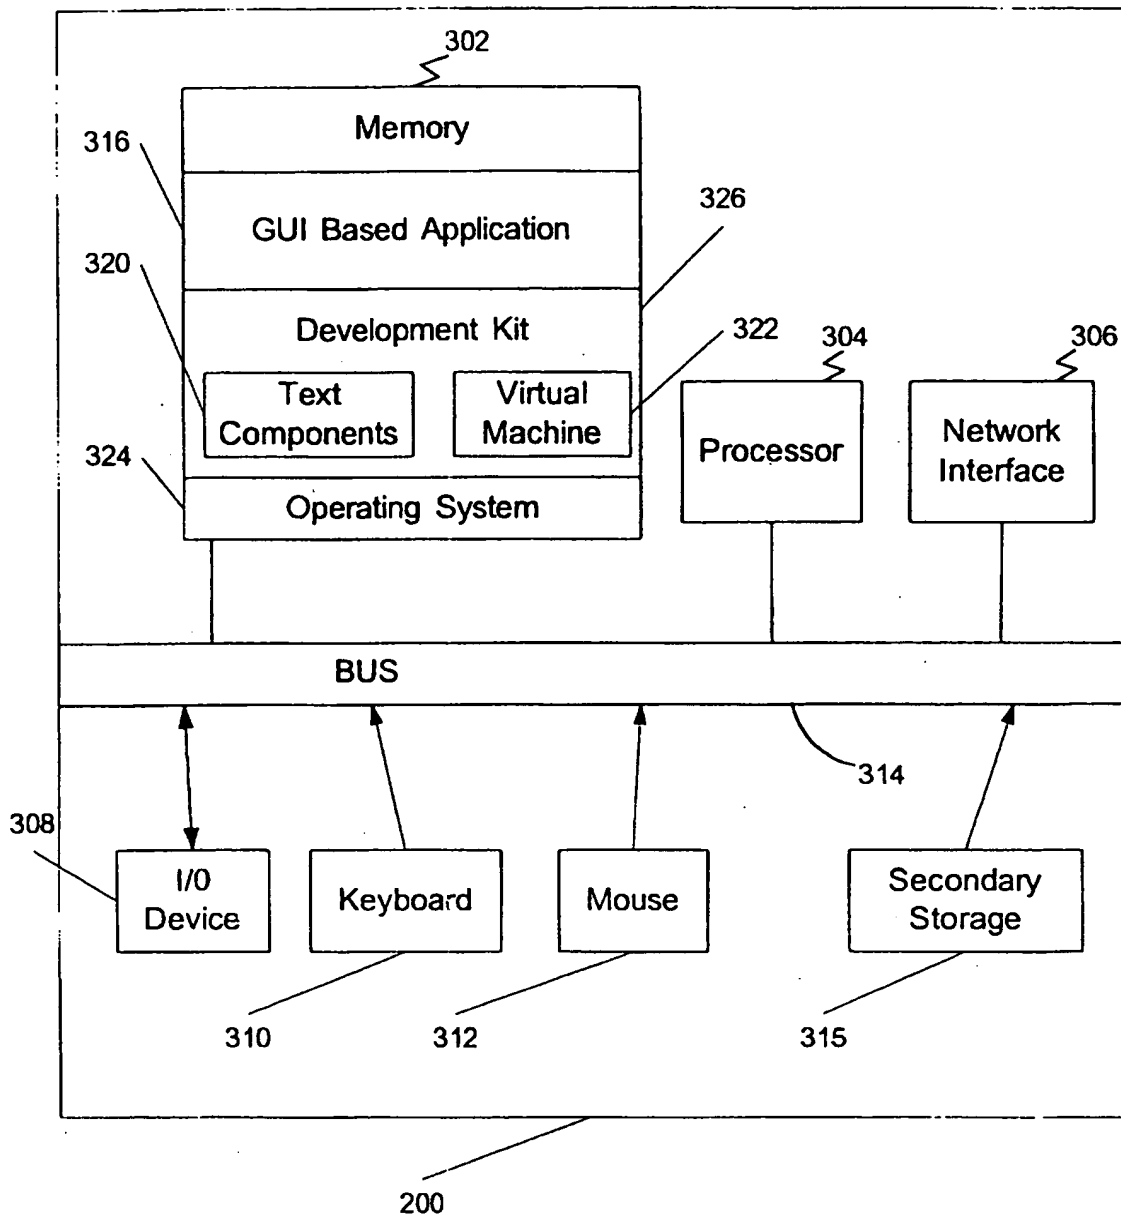 302
Memory
316
GUI Based Application
326
320
Development Kit
322
304
306
Text
Components
Virtual
Machine
Processor
Network
Interface
324
Operating System
BUS
314
308
I/0
Device
Keyboard
Mouse
Secondary
Storage
310
312
315
200